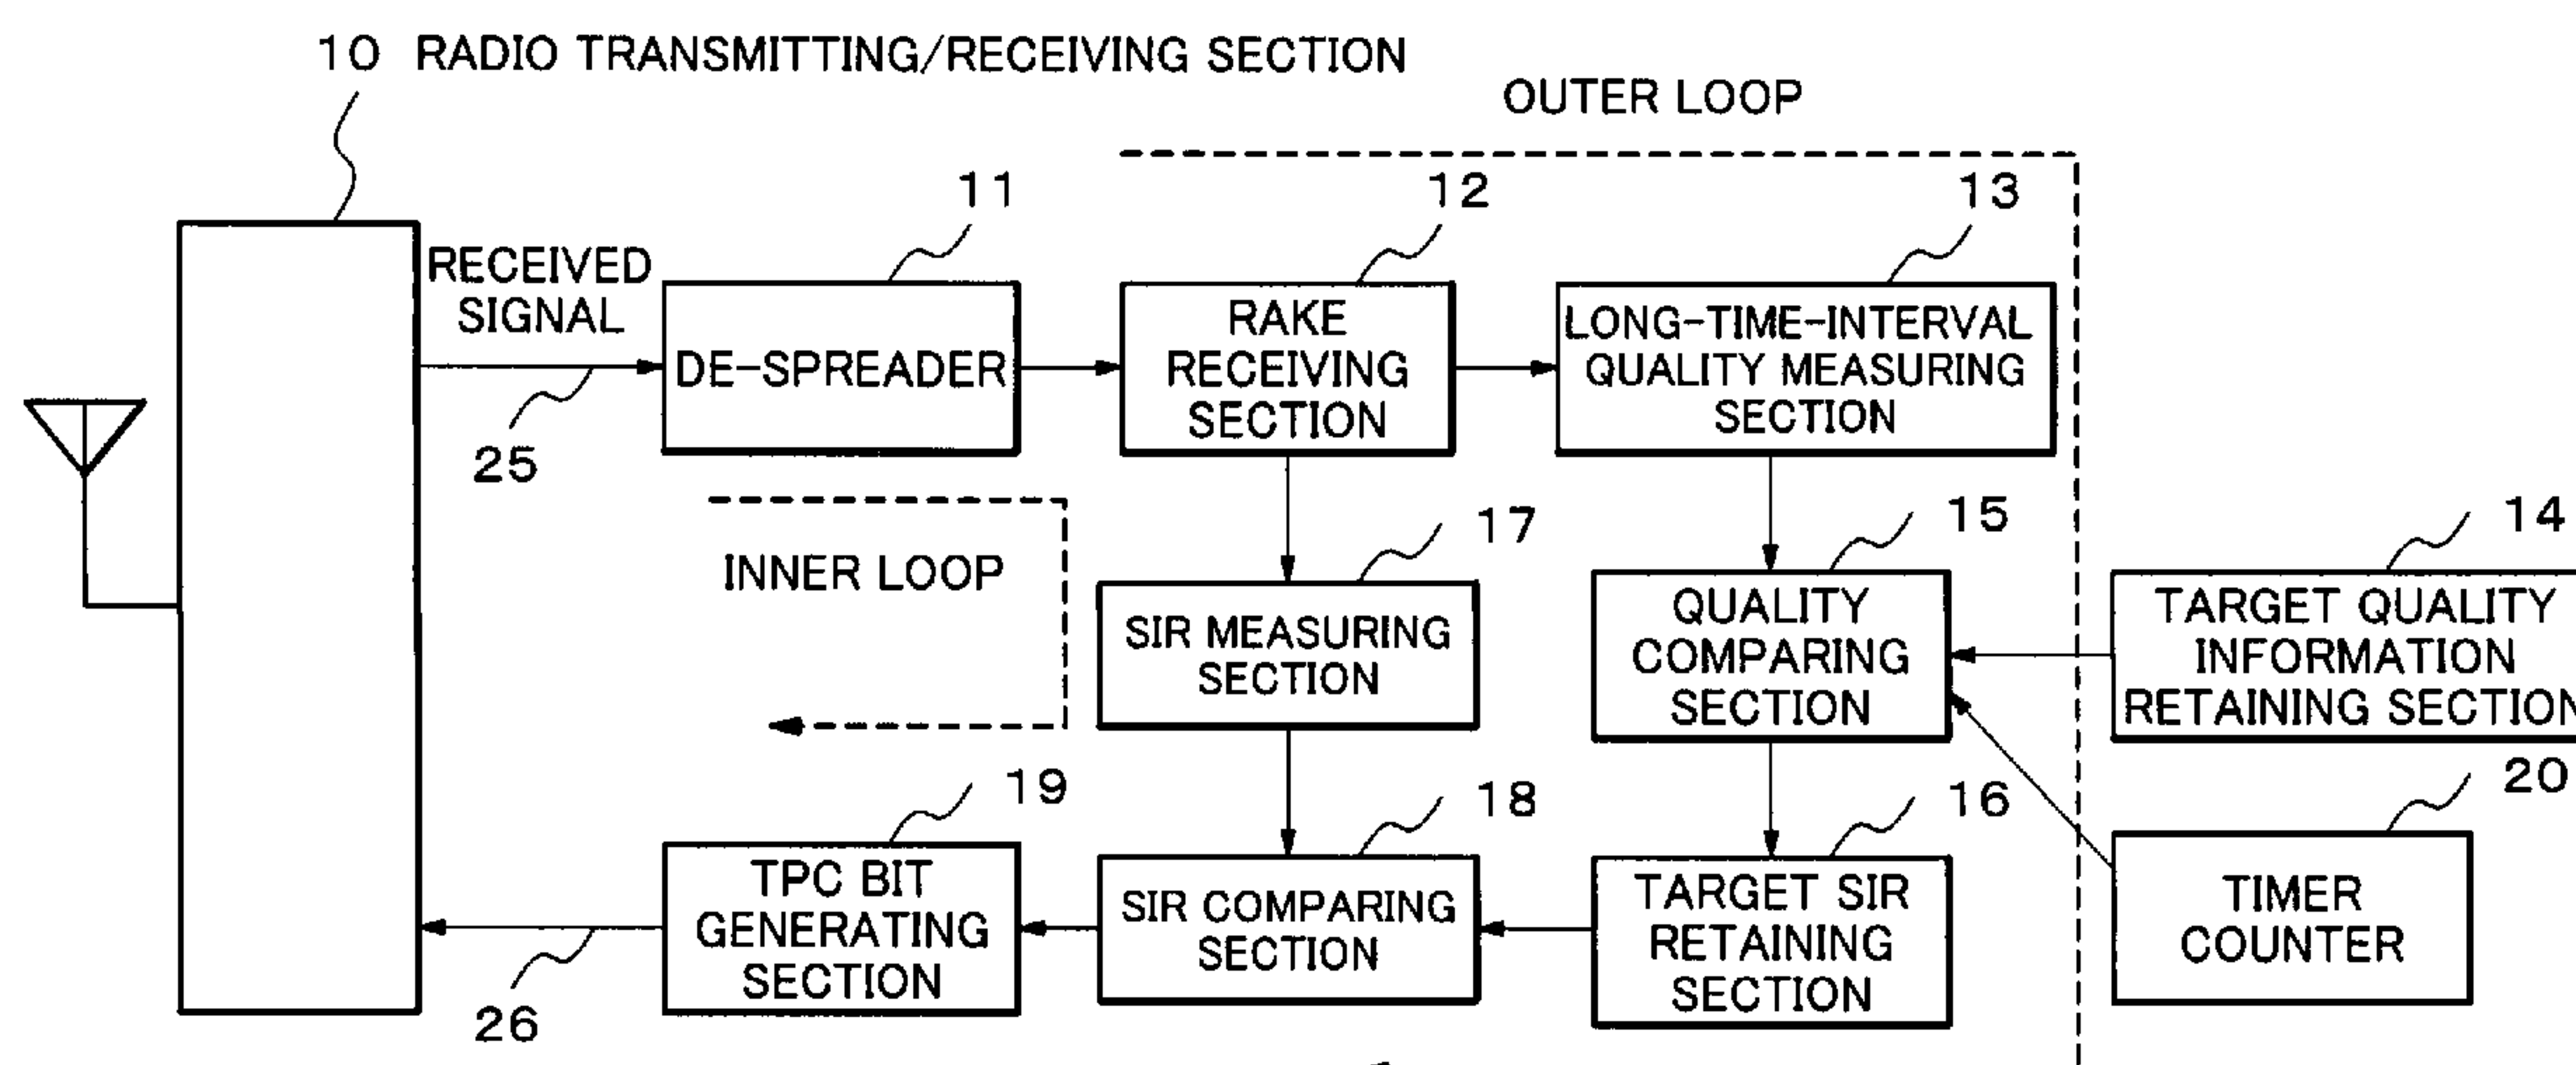 10 RADIO TRANSMITTING/RECEIVING SECTION
OUTER LOOP
11
12
13
RECEIVED
SIGNAL
25
DE-SPREADER
RAKE
RECEIVING
SECTION
LONG-TIME-INTERVAL
QUALITY MEASURING
SECTION
INNER LOOP
17
15
14
SIR MEASURING
SECTION
QUALITY
COMPARING
SECTION
TARGET QUALITY
INFORMATION
RETAINING SECTION
19
18
16
20
TPC BIT
GENERATING
SECTION
26
SIR COMPARING
SECTION
TARGET SIR
RETAINING
SECTION
TIMER
COUNTER